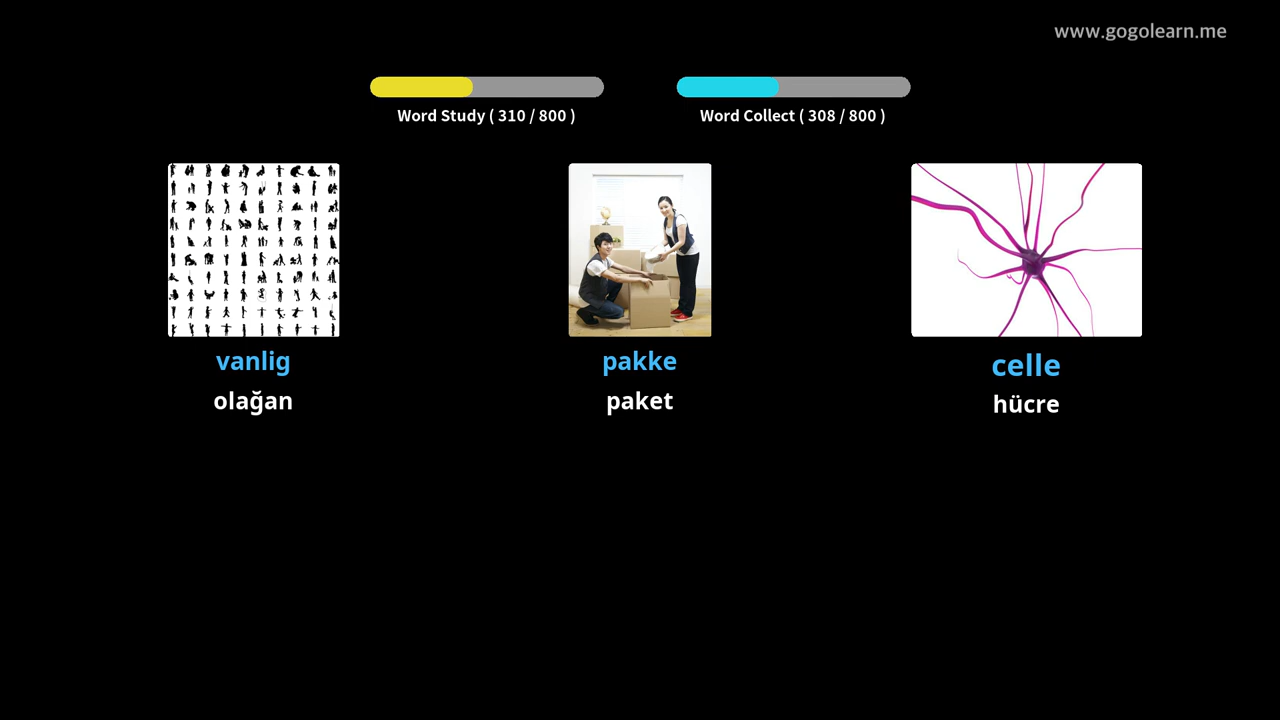 www.gogolearn.me
Word Study ( 310 / 800 )
Word Collect ( 308 / 800 )
vanlig
pakke
celle
olağan
paket
hücre